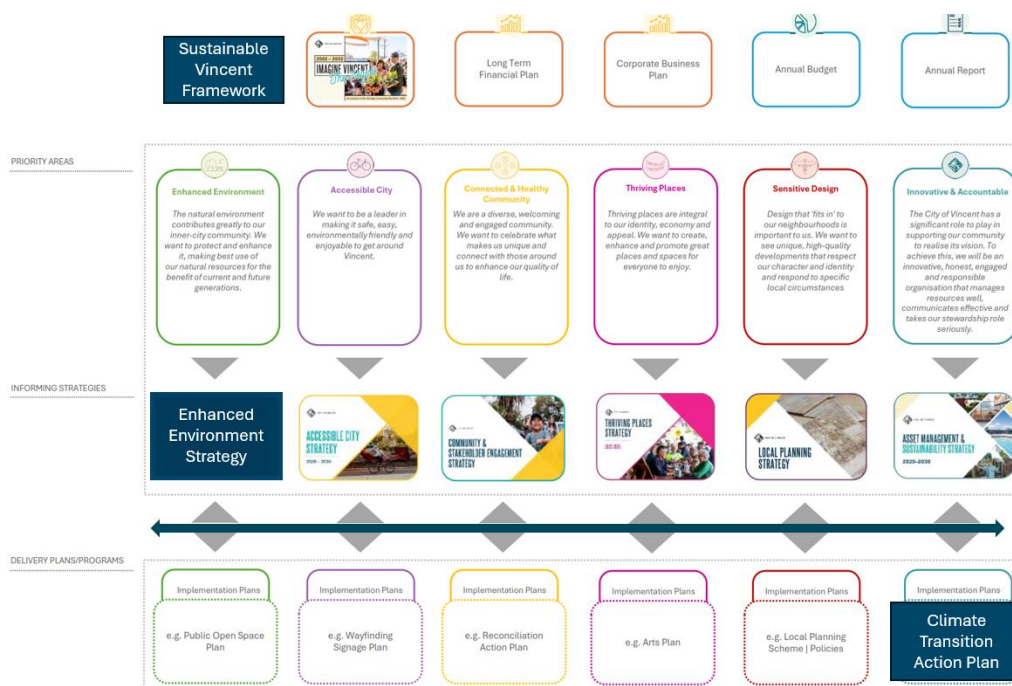 Sustainable
Vincent
Framework
2022 – 2032
IMAGINE VINCENT
Long Term
Financial Plan
Corporate Business
Plan
Annual Budget
Annual Report
PRIORITY AREAS
Enhanced Environment
The natural environment
contributes greatly to our
inner-city community. We
want to protect and enhance
it, making best use of
our natural resources for the
benefit of current and future
generations.
Accessible City
We want to be a leader in
making it safe, easy,
environmentally friendly and
enjoyable to get around
Vincent.
Connected & Healthy
Community
We are a diverse, welcoming
and engaged community.
We want to celebrate what
makes us unique and
connect with those around
us to enhance our quality of
life.
Thriving Places
Thriving places are integral
to our identity, economy and
appeal. We want to create,
enhance and promote great
places and spaces for
everyone to enjoy.
Sensitive Design
Design that 'fits in' to
our neighbourhoods is
important to us. We want to
see unique, high-quality
developments that respect
our character and identity
and respond to specific
local circumstances
Innovative & Accountable
The City of Vincent has a
significant role to play in
supporting our community
to realise its vision. To
achieve this, we will be an
innovative, honest, engaged
and responsible
organisation that manages
resources well,
communicates effective and
takes our stewardship role
seriously.
INFORMING STRATEGIES
Enhanced
Environment
Strategy
ACCESSIBLE CITY
STRATEGY
COMMUNITY &
STAKEHOLDER ENGAGEMENT
STRATEGY
THRIVING PLACES
STRATEGY
LOCAL PLANNING
STRATEGY
ASSET MANAGEMENT &
SUSTAINABILITY STRATEGY
2020–2030
DELIVERY PLANS/PROGRAMS
Implementation Plans
e.g. Public Open Space
Plan
Implementation Plans
e.g. Wayfinding
Signage Plan
Implementation Plans
e.g. Reconciliation
Action Plan
Implementation Plans
e.g. Arts Plan
Implementation Plans
e.g. Local Planning
Scheme | Policies
Implementation Plans
Climate
Transition
Action Plan